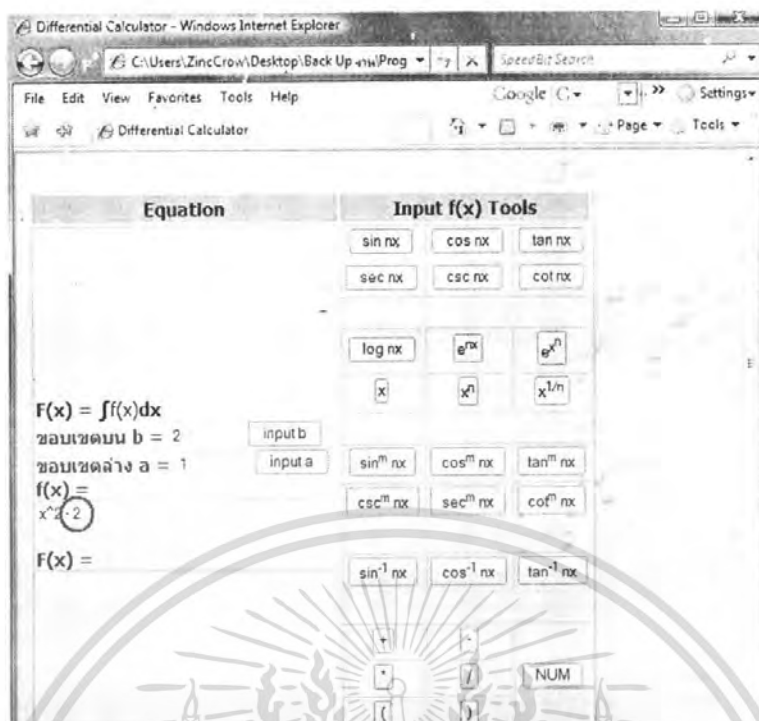 Differential Calculator - Windows Internet Explorer
C:\Users\ZincCrow\Desktop\Back Up งาน\Prog
SpeedBit Search
File Edit View Favorites Tools Help
Google
Settings
Differential Calculator
Page Tools
Equation
Input f(x) Tools
sin nx cos nx tan nx
sec nx csc nx cot nx
log nx e^nx e^x^n
x x^n x^1/n
F(x) = ∫f(x)dx
ขอบเขตบน b = 2 input b
ขอบเขตล่าง a = 1 input a
sin^m nx cos^m nx tan^m nx
f(x) =
csc^m nx sec^m nx cot^m nx
x^2-2
F(x) =
sin^-1 nx cos^-1 nx tan^-1 nx
+ -
* / NUM
( )